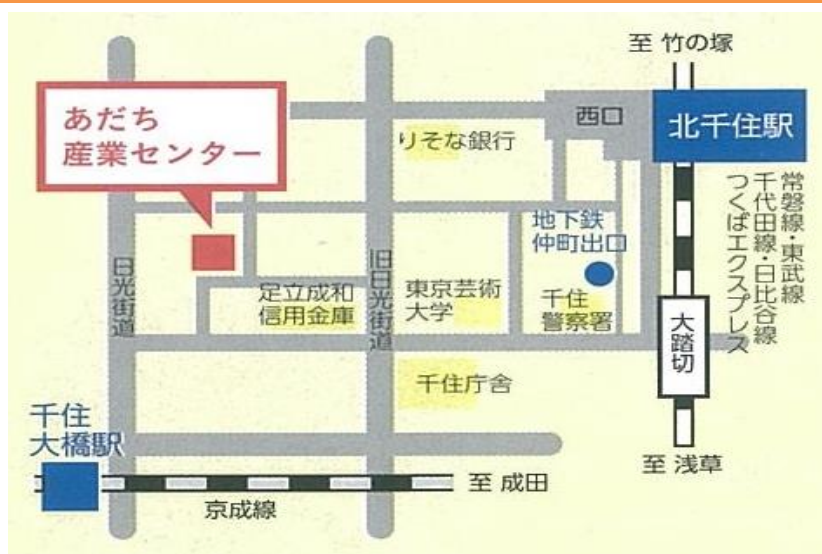 至 竹の塚
あだち
産業センター
西口
北千住駅
りそな銀行
常磐線・東武線
千代田線・日比谷線
つくばエクスプレス
地下鉄
仲町出口
日光街道
旧日光街道
足立成和
信用金庫
東京芸術
大学
千住
警察署
大踏切
千住庁舎
千住
大橋駅
至 浅草
至 成田
京成線